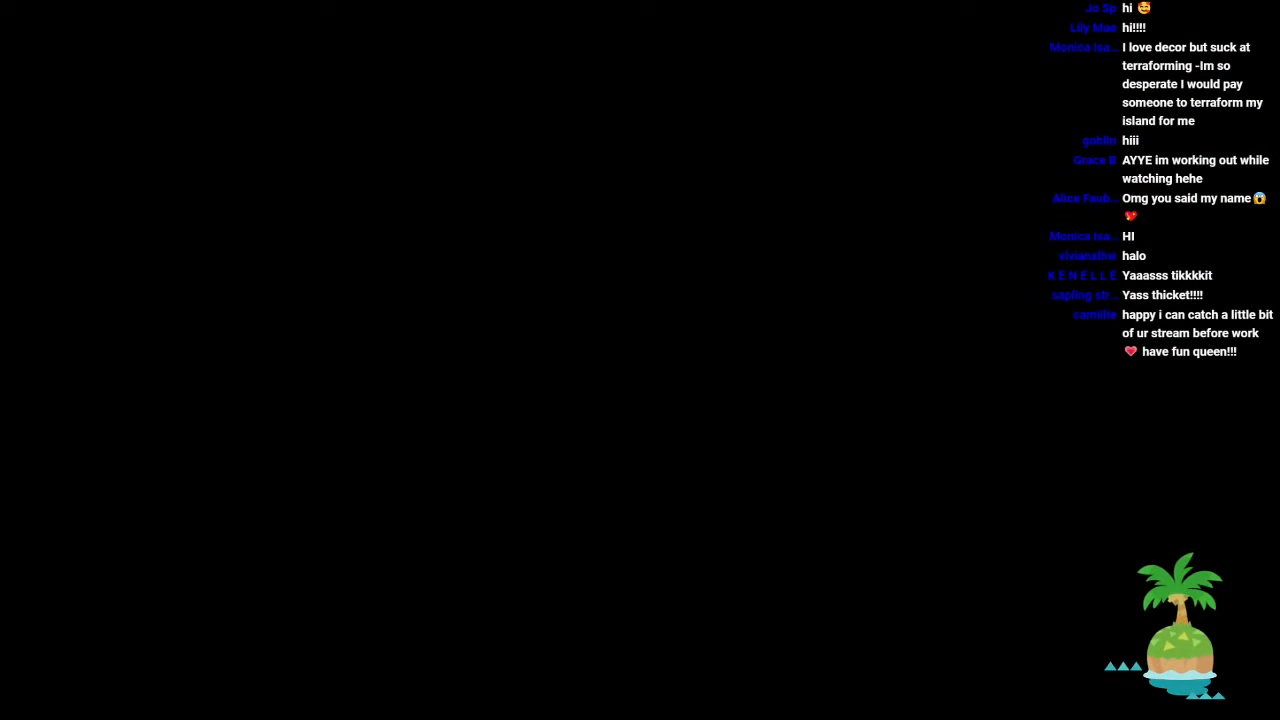 Jo Sp hi 🥰
Lily Mae hi!!!!
Monica Isa... I love decor but suck at
terraforming -Im so
desperate I would pay
someone to terraform my
island for me
goblin hiii
Grace B AYYE im working out while
watching hehe
Alice Faub... Omg you said my name😱
💖
Monica Isa... HI
halo
K E N E L L E Yaaasss tikkkkit
sapling str... Yass thicket!!!!
camillie happy i can catch a little bit
of ur stream before work
❤️ have fun queen!!!